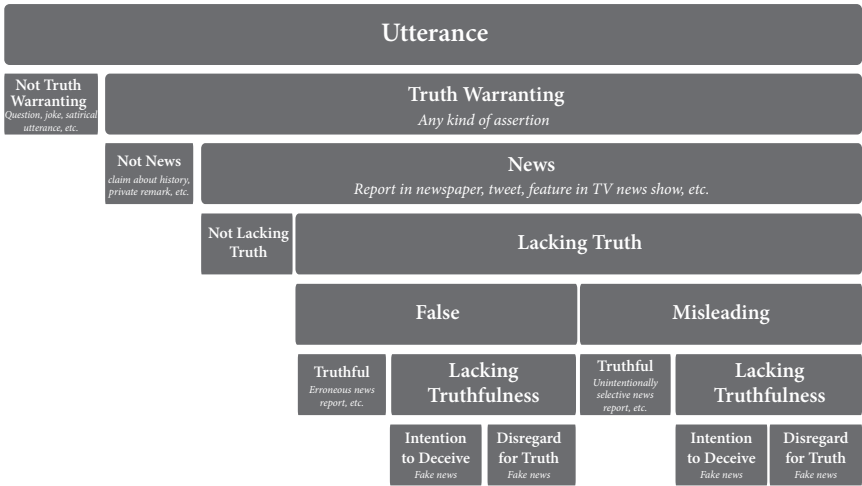 Utterance
Not Truth
Warranting
Question, joke, satirical
utterance, etc.
Truth Warranting
Any kind of assertion
Not News
claim about history,
private remark, etc.
News
Report in newspaper, tweet, feature in TV news show, etc.
Not Lacking
Truth
Lacking Truth
False
Misleading
Truthful
Erroneous news
report, etc.
Lacking
Truthfulness
Truthful
Unintentionally
selective news
report, etc.
Lacking
Truthfulness
Intention
to Deceive
Fake news
Disregard
for Truth
Fake news
Intention
to Deceive
Fake news
Disregard
for Truth
Fake news